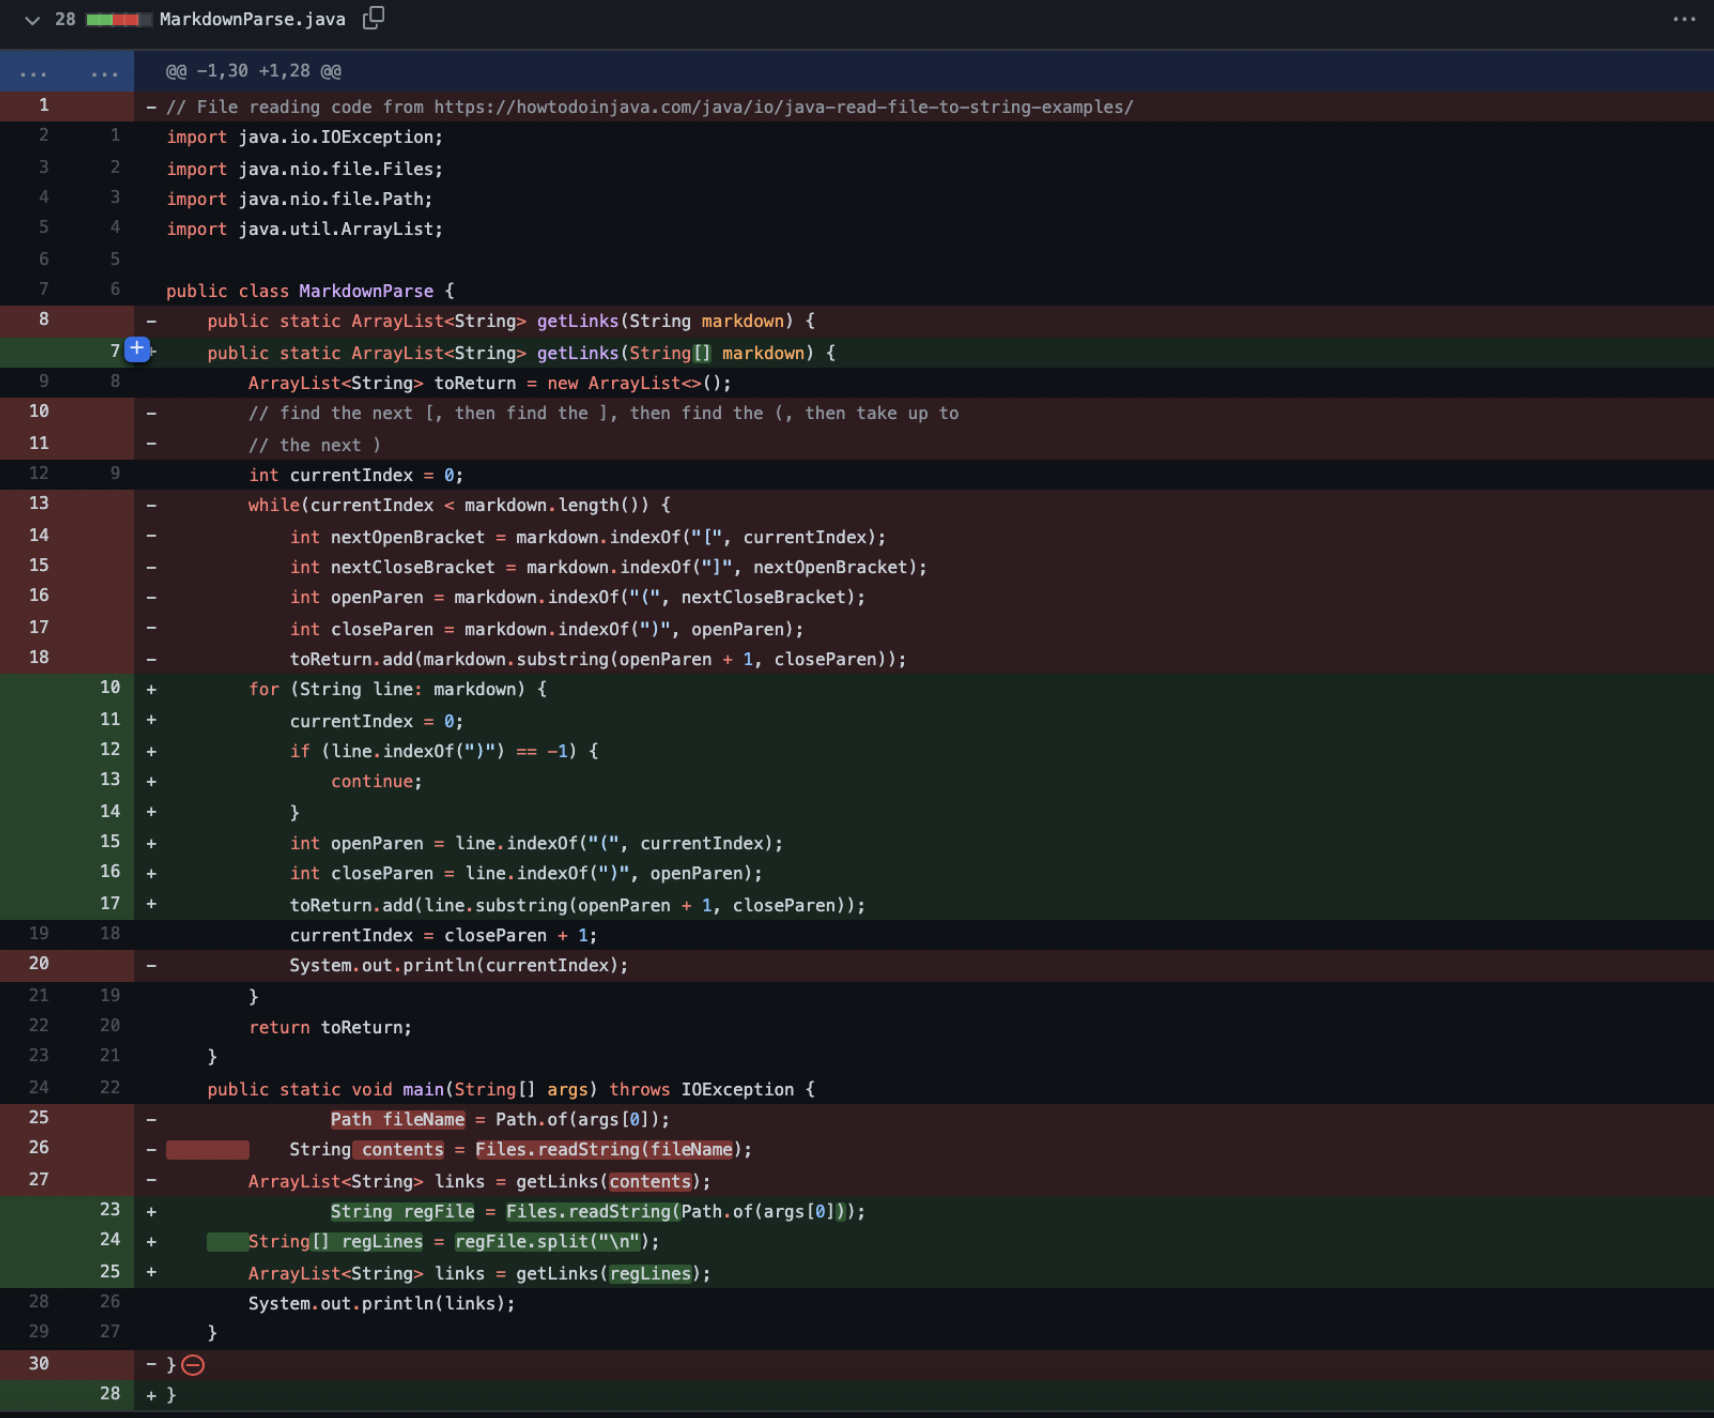 28 MarkdownParse.java ...
... ... @@ -1,30 +1,28 @@
1 - // File reading code from https://howtodoinjava.com/java/io/java-read-file-to-string-examples/
2 1 import java.io.IOException;
3 2 import java.nio.file.Files;
4 3 import java.nio.file.Path;
5 4 import java.util.ArrayList;
6 5
7 6 public class MarkdownParse {
8 - public static ArrayList<String> getLinks(String markdown) {
7 + public static ArrayList<String> getLinks(String[] markdown) {
9 8 ArrayList<String> toReturn = new ArrayList<>();
10 - // find the next [, then find the ], then find the (, then take up to
11 - // the next )
12 9 int currentIndex = 0;
13 - while(currentIndex < markdown.length()) {
14 - int nextOpenBracket = markdown.indexOf("[", currentIndex);
15 - int nextCloseBracket = markdown.indexOf("]", nextOpenBracket);
16 - int openParen = markdown.indexOf("(", nextCloseBracket);
17 - int closeParen = markdown.indexOf(")", openParen);
18 - toReturn.add(markdown.substring(openParen + 1, closeParen));
10 + for (String line: markdown) {
11 + currentIndex = 0;
12 + if (line.indexOf(")") == -1) {
13 + continue;
14 + }
15 + int openParen = line.indexOf("(", currentIndex);
16 + int closeParen = line.indexOf(")", openParen);
17 + toReturn.add(line.substring(openParen + 1, closeParen));
19 18 currentIndex = closeParen + 1;
20 - System.out.println(currentIndex);
21 19 }
22 20 return toReturn;
23 21 }
24 22 public static void main(String[] args) throws IOException {
25 - Path fileName = Path.of(args[0]);
26 - String contents = Files.readString(fileName);
27 - ArrayList<String> links = getLinks(contents);
23 + String regFile = Files.readString(Path.of(args[0]));
24 + String[] regLines = regFile.split("\n");
25 + ArrayList<String> links = getLinks(regLines);
28 26 System.out.println(links);
29 27 }
30 - }
28 + }